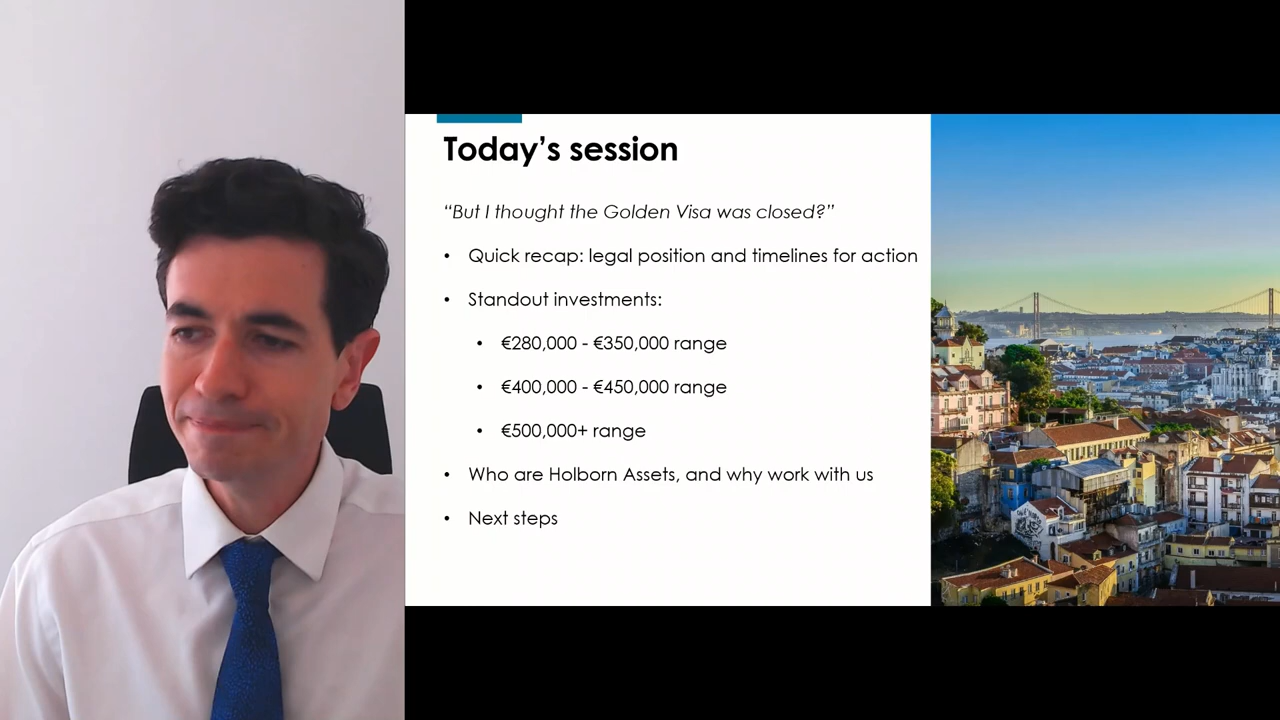 Today’s session
“But I thought the Golden Visa was closed?”
• Quick recap: legal position and timelines for action
• Standout investments:
• €280,000 - €350,000 range
• €400,000 - €450,000 range
• €500,000+ range
• Who are Holborn Assets, and why work with us
• Next steps